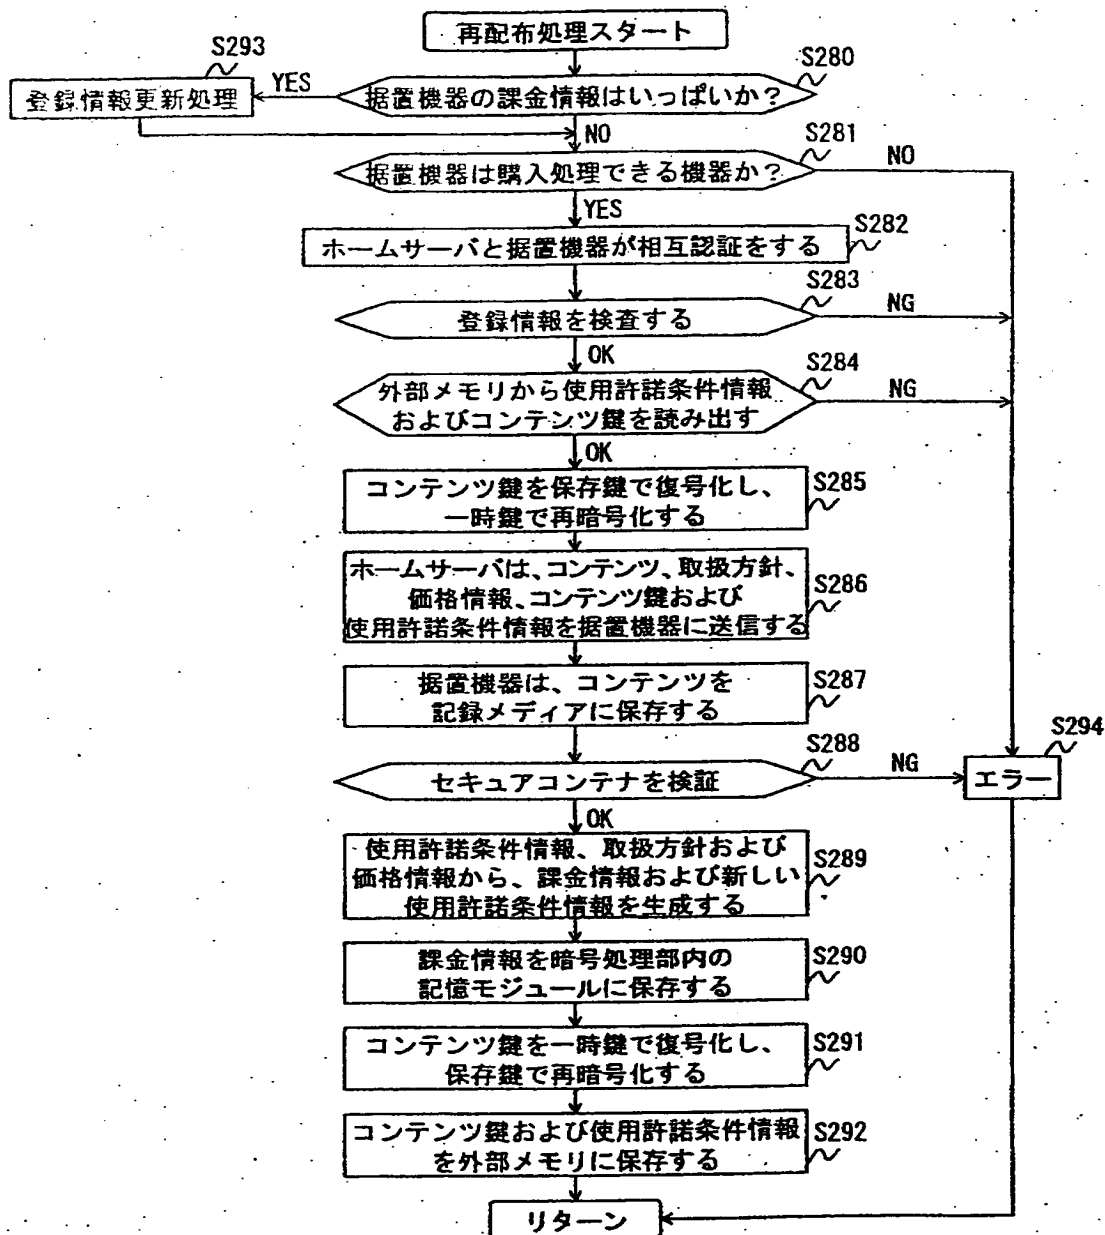 再配布処理スタート
S293
S280
登録情報更新処理
YES
据置機器の課金情報はいっぱいか?
NO
S281
据置機器は購入処理できる機器か?
NO
YES
S282
ホームサーバと据置機器が相互認証をする
S283
登録情報を検査する
NG
OK
S284
外部メモリから使用許諾条件情報
およびコンテンツ鍵を読み出す
NG
OK
コンテンツ鍵を保存鍵で復号化し、
一時鍵で再暗号化する
S285
ホームサーバは、コンテンツ、取扱方針、
価格情報、コンテンツ鍵および
使用許諾条件情報を据置機器に送信する
S286
据置機器は、コンテンツを
記録メディアに保存する
S287
S288
セキュアコンテナを検証
NG
S294
エラー
OK
使用許諾条件情報、取扱方針および
価格情報から、課金情報および新しい
使用許諾条件情報を生成する
S289
課金情報を暗号処理部内の
記憶モジュールに保存する
S290
コンテンツ鍵を一時鍵で復号化し、
保存鍵で再暗号化する
S291
コンテンツ鍵および使用許諾条件情報
を外部メモリに保存する
S292
リターン